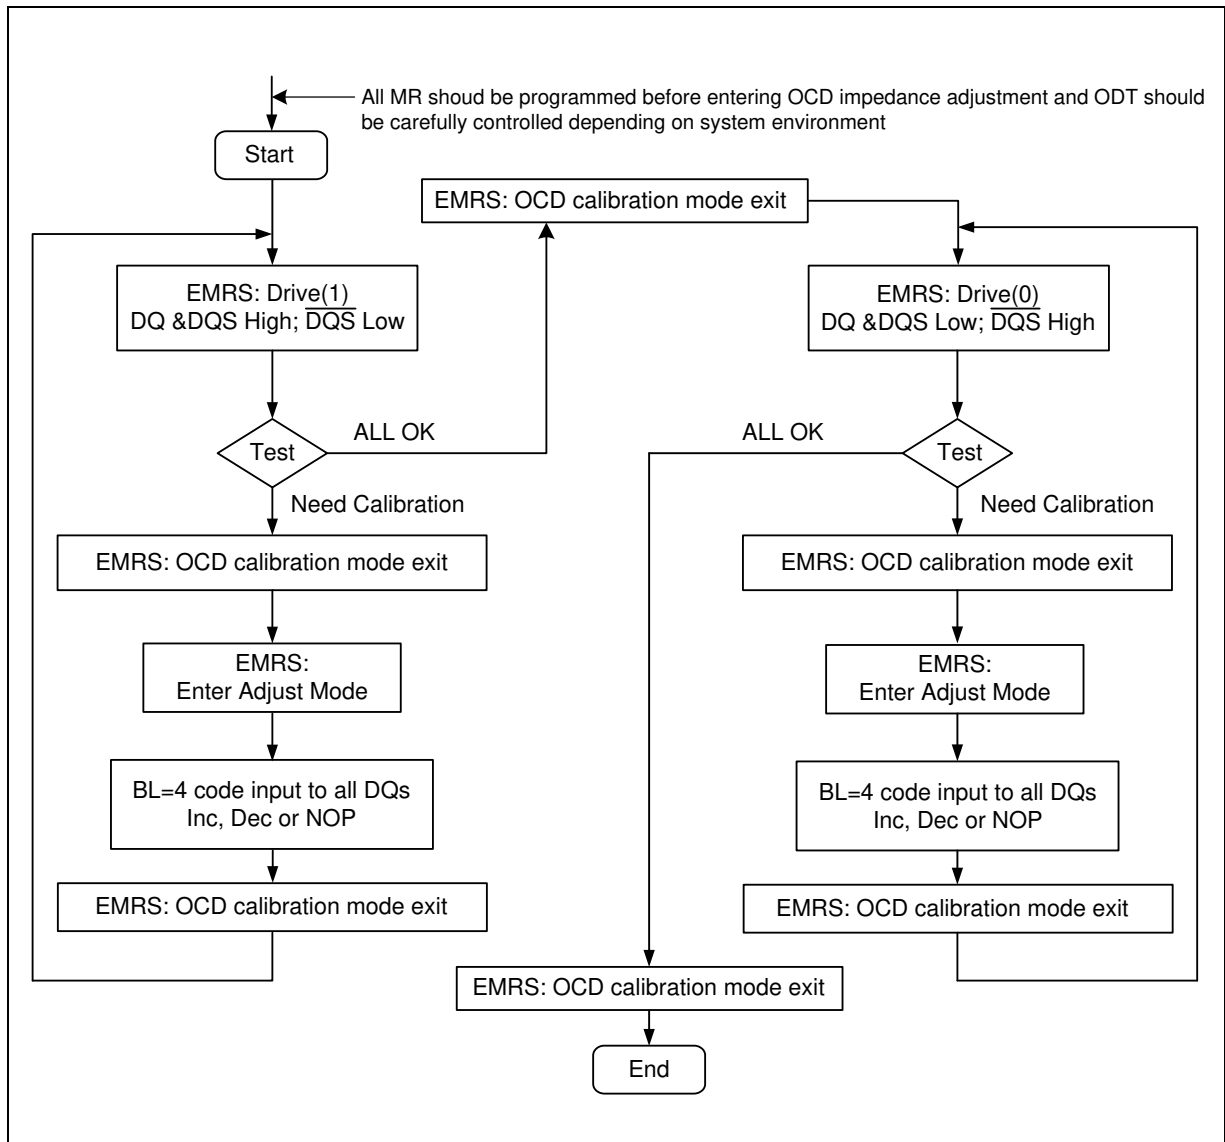 All MR shoud be programmed before entering OCD impedance adjustment and ODT should
be carefully controlled depending on system environment
Start
EMRS: OCD calibration mode exit
EMRS: Drive(1)
DQ &DQS High; D̅Q̅S̅ Low
Test
ALL OK
Need Calibration
EMRS: OCD calibration mode exit
EMRS:
Enter Adjust Mode
BL=4 code input to all DQs
Inc, Dec or NOP
EMRS: OCD calibration mode exit
EMRS: Drive(0)
DQ &DQS Low; D̅Q̅S̅ High
ALL OK
Test
Need Calibration
EMRS: OCD calibration mode exit
EMRS:
Enter Adjust Mode
BL=4 code input to all DQs
Inc, Dec or NOP
EMRS: OCD calibration mode exit
EMRS: OCD calibration mode exit
End